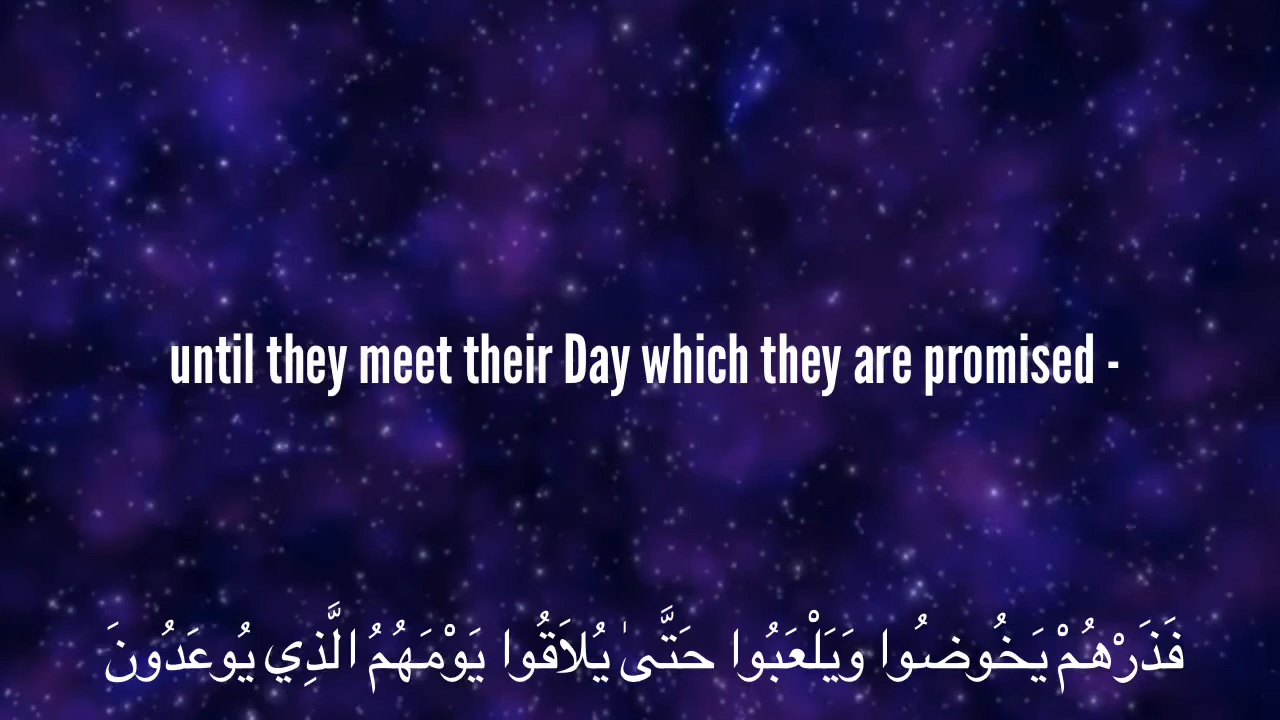 until they meet their Day which they are promised -
فَذَرْهُمْ يَخُوضُوا وَيَلْعَبُوا حَتَّىٰ يُلَاقُوا يَوْمَهُمُ الَّذِي يُوعَدُونَ